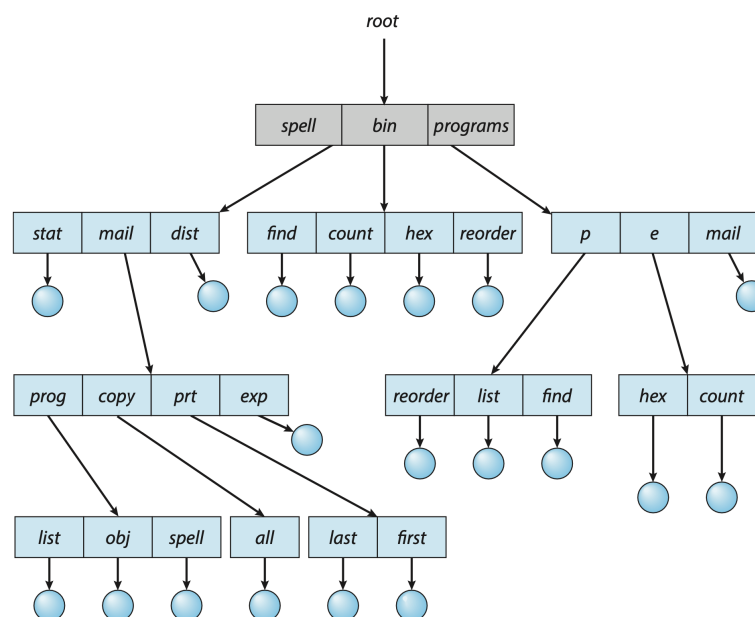 root
spell bin programs
stat mail dist find count hex reorder p e mail
prog copy prt exp reorder list find hex count
list obj spell all last first